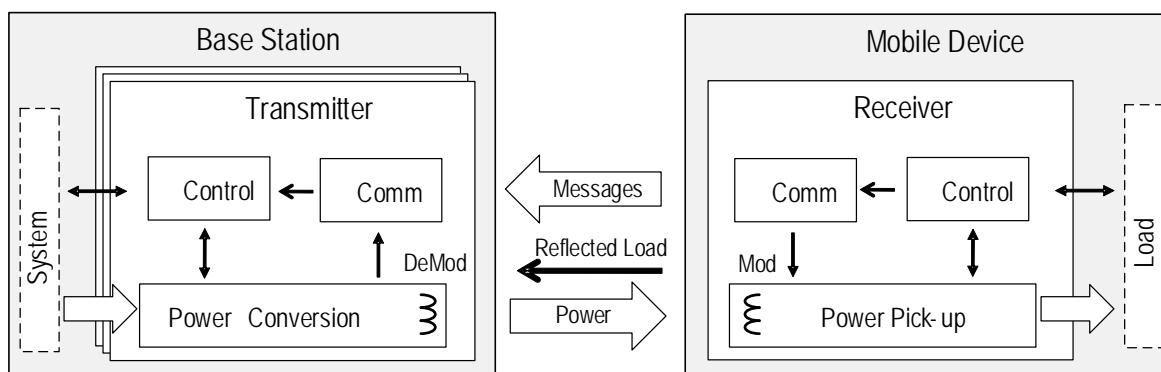 Base Station
Mobile Device
Transmitter
Receiver
System
Control
Comm
DeMod
Power Conversion
Messages
Reflected Load
Power
Comm
Control
Mod
Power Pick-up
Load